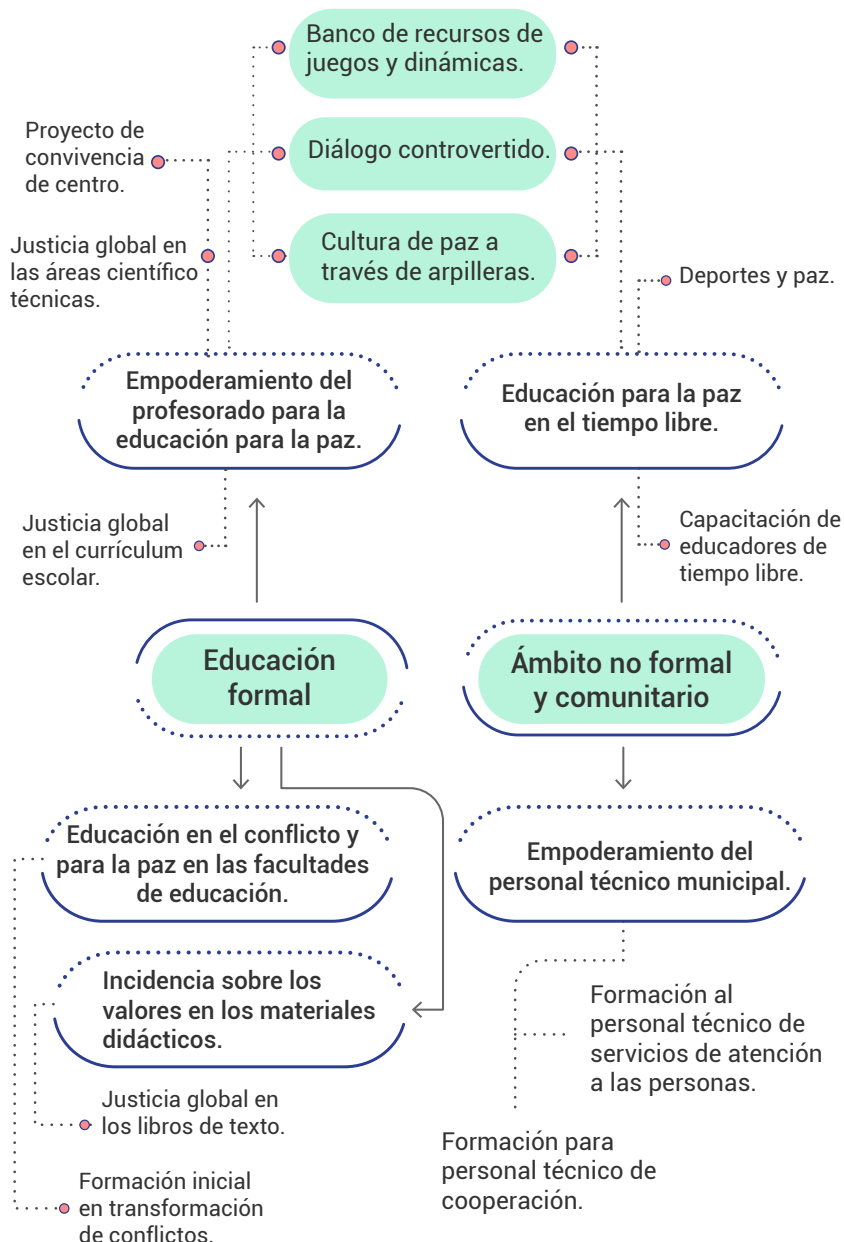 Banco de recursos de
juegos y dinámicas.
Proyecto de
convivencia
de centro.
Diálogo controvertido.
Justicia global en
las áreas científico
técnicas.
Cultura de paz a
través de arpilleras.
Deportes y paz.
Empoderamiento del
profesorado para la
educación para la paz.
Educación para la paz
en el tiempo libre.
Justicia global
en el currículum
escolar.
Capacitación de
educadores de
tiempo libre.
Educación
formal
Ámbito no formal
y comunitario
Educación en el conflicto y
para la paz en las facultades
de educación.
Empoderamiento del
personal técnico municipal.
Incidencia sobre los
valores en los materiales
didácticos.
Formación al
personal técnico de
servicios de atención
a las personas.
Justicia global en
los libros de texto.
Formación para
personal técnico de
cooperación.
Formación inicial
en transformación
de conflictos.